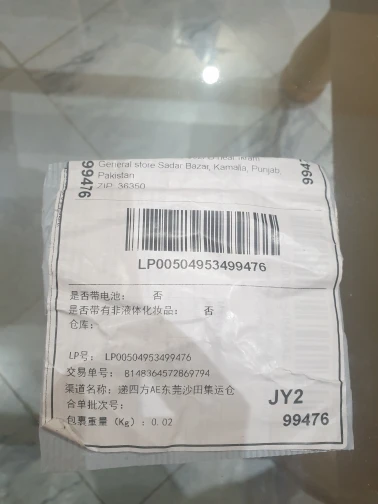 General store Sadar Bazar, Kamalia, Punjab,
Pakistan
ZIP: 36350
99476
99476
LP00504953499476
是否带电池： 否
是否带有非液体化妆品： 否
仓库：
LP号： LP00504953499476
交易单号： B148364572869794
渠道名称：递四方AE东莞沙田集运仓
合单批次号：
包裹重量（Kg）：0.02
JY2
99476